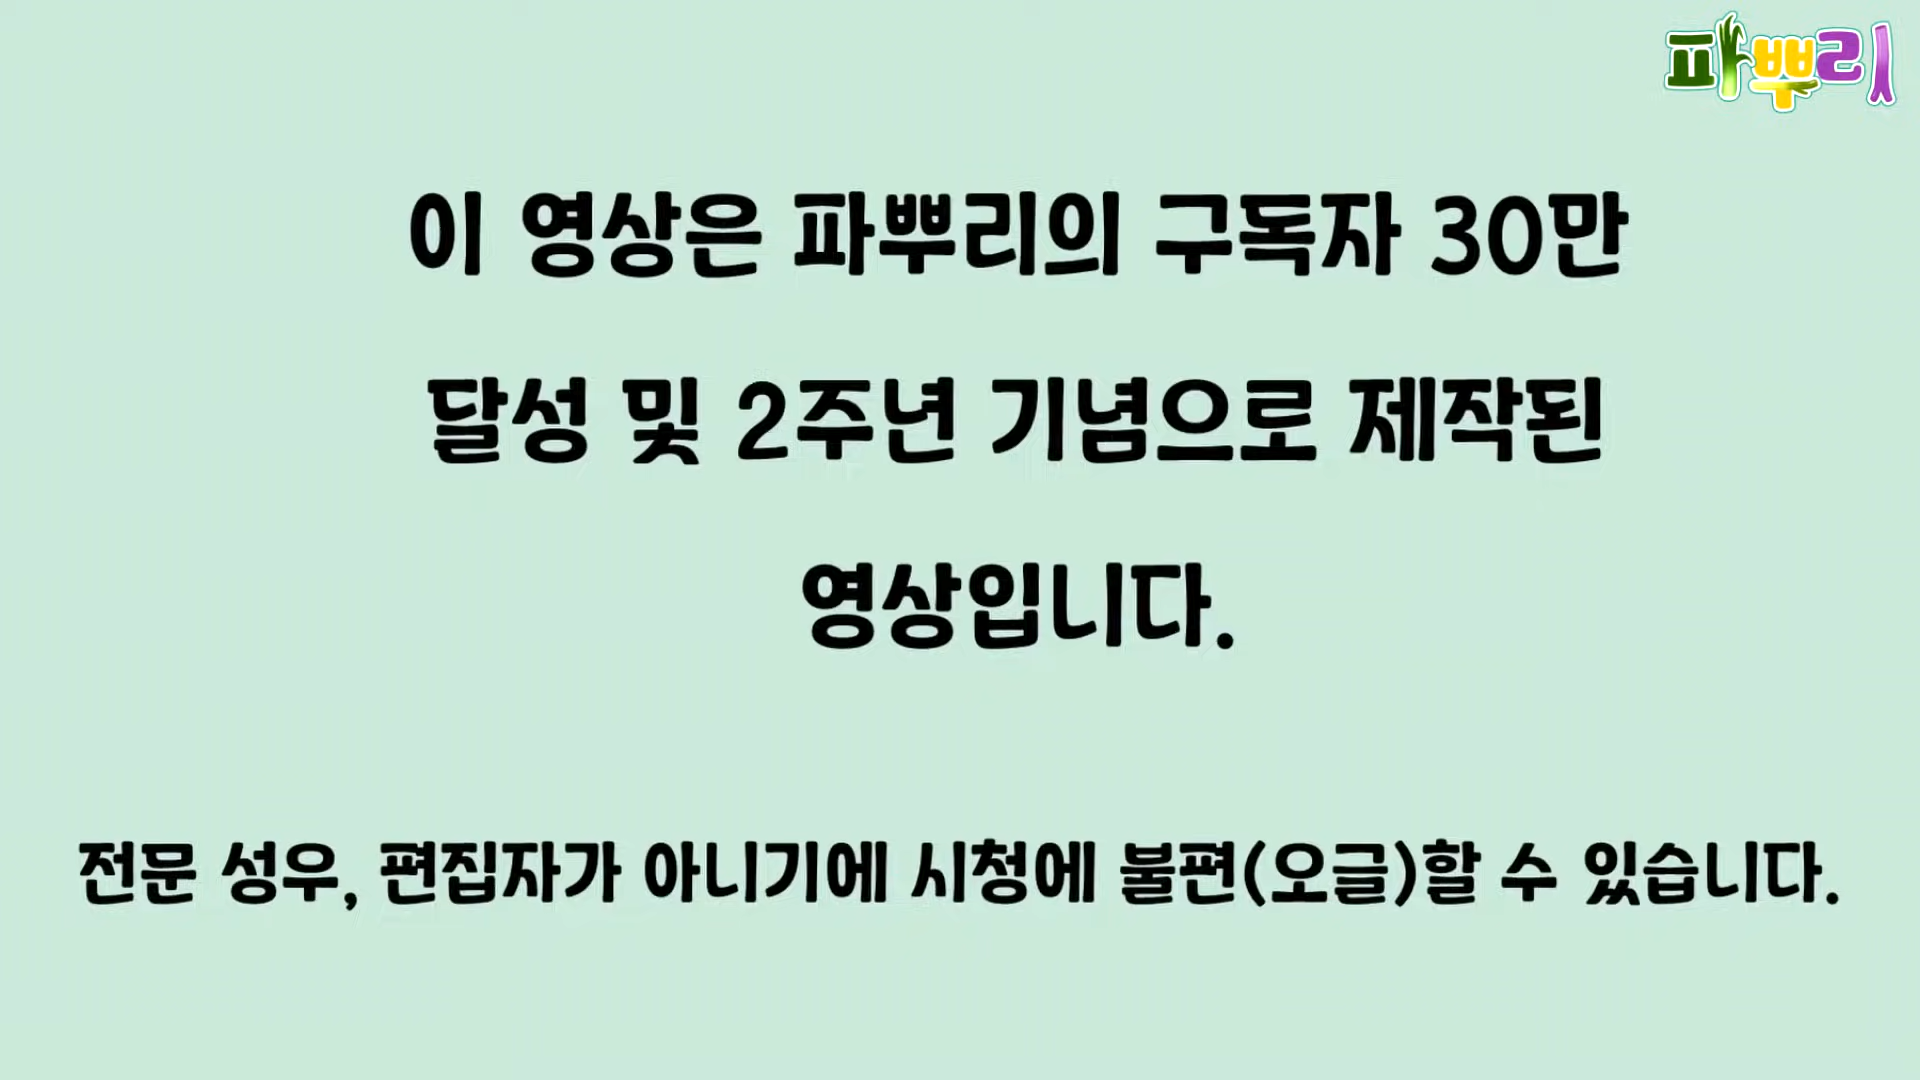 파뿌리
이 영상은 파뿌리의 구독자 30만
달성 및 2주년 기념으로 제작된
영상입니다.
전문 성우, 편집자가 아니기에 시청에 불편(오글)할 수 있습니다.